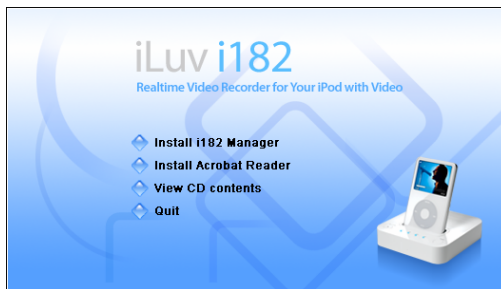 iLuv i182
Realtime Video Recorder for Your iPod with Video
Install i182 Manager
Install Acrobat Reader
View CD contents
Quit